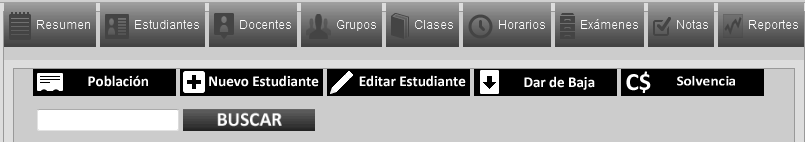 Resumen Estudiantes Docentes Grupos Clases Horarios Exámenes Notas Reportes
Población Nuevo Estudiante Editar Estudiante Dar de Baja C$ Solvencia
BUSCAR